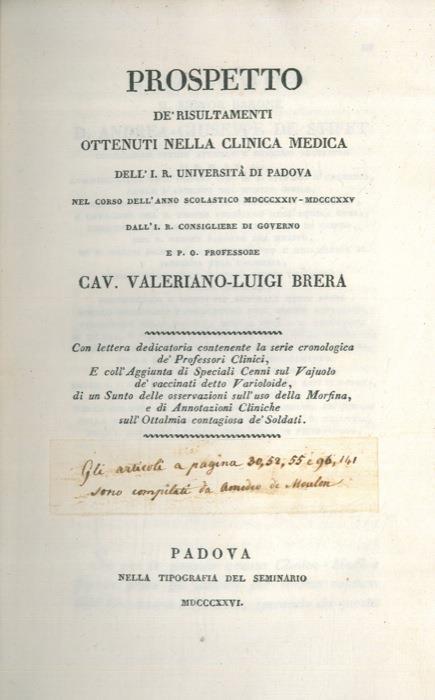 PROSPETTO
DE' RISULTAMENTI
OTTENUTI NELLA CLINICA MEDICA
DELL' I. R. UNIVERSITÀ DI PADOVA
NEL CORSO DELL'ANNO SCOLASTICO MDCCCXXIV-MDCCCXXV
DALL' I. R. CONSIGLIERE DI GOVERNO
E P. O. PROFESSORE
CAV. VALERIANO-LUIGI BRERA
Con lettera dedicatoria contenente la serie cronologica
de' Professori Clinici,
E coll' Aggiunta di Speciali Cenni sul Vajuolo
de' vaccinati detto Varioloide,
di un Sunto delle osservazioni sull' uso della Morfina,
e di Annotazioni Cliniche
sull' Ottalmia contagiosa de' Soldati.
Gli articoli a pagina 30, 52, 55 e 96, 141
sono compilati da Amedeo de Moulon
PADOVA
NELLA TIPOGRAFIA DEL SEMINARIO
MDCCCXXVI.